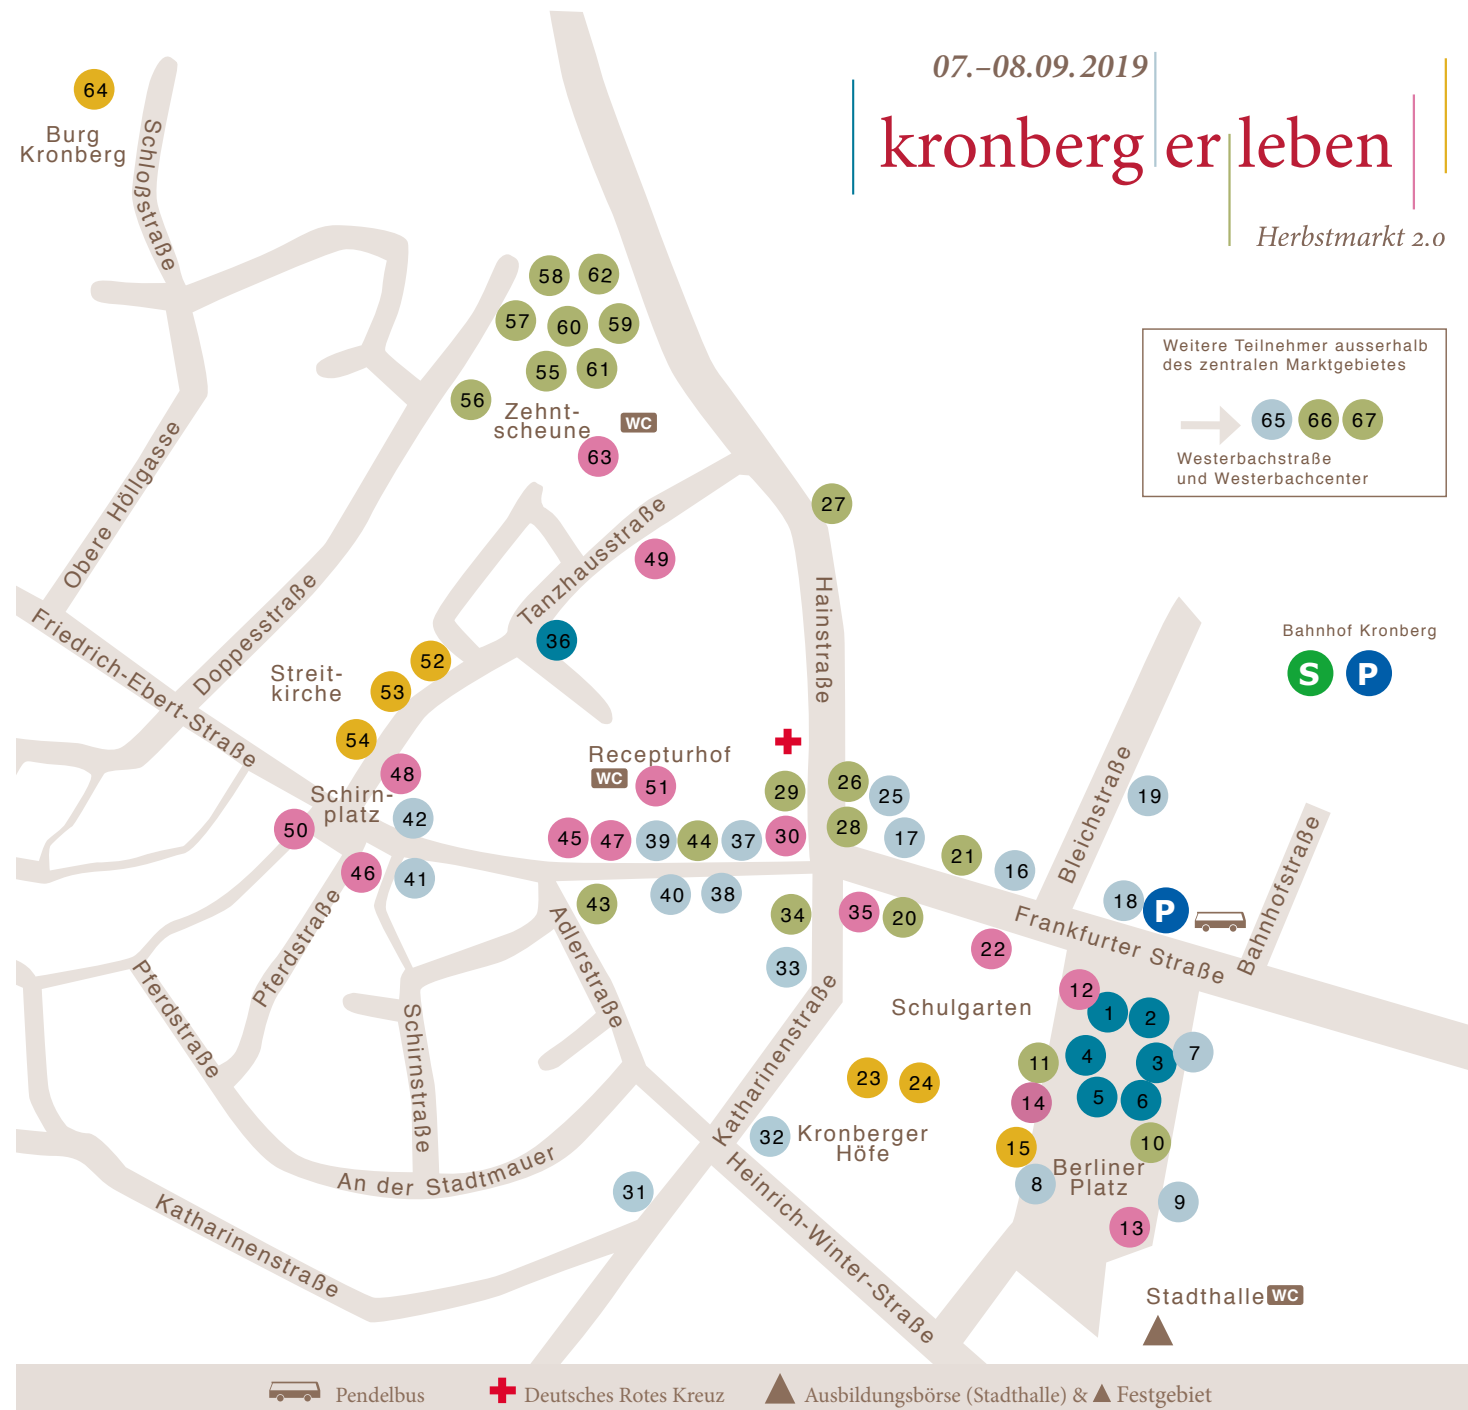 07.–08.09.2019
kronberg er leben
Herbstmarkt 2.0
64
Burg
Kronberg
Schloßstraße
58
62
57
60
59
55
61
56
Zehnt-
scheune
WC
63
Weitere Teilnehmer ausserhalb
des zentralen Marktgebietes
65
66
67
Westerbachstraße
und Westerbachcenter
27
Obere Höllgasse
Tanzhausstraße
49
Hainstraße
36
Friedrich-Ebert-Straße
Doppesstraße
Streit-
kirche
52
53
54
Bahnhof Kronberg
S
P
48
Schirn-
platz
42
50
46
41
Recepturhof
WC
51
29
26
25
45
47
39
44
37
30
28
17
21
16
Bleichstraße
19
Bahnhofstraße
43
40
38
34
35
20
22
18
P
Frankfurter Straße
33
Pferdstraße
Pferdstraße
Adlerstraße
Schirnstraße
Katharinenstraße
Schulgarten
12
1
2
11
4
3
7
23
24
14
5
6
32
Kronberger
Höfe
15
10
Berliner
Platz
8
9
13
An der Stadtmauer
31
Katharinenstraße
Heinrich-Winter-Straße
Stadthalle WC
Pendelbus
Deutsches Rotes Kreuz
Ausbildungsbörse (Stadthalle) & Festgebiet